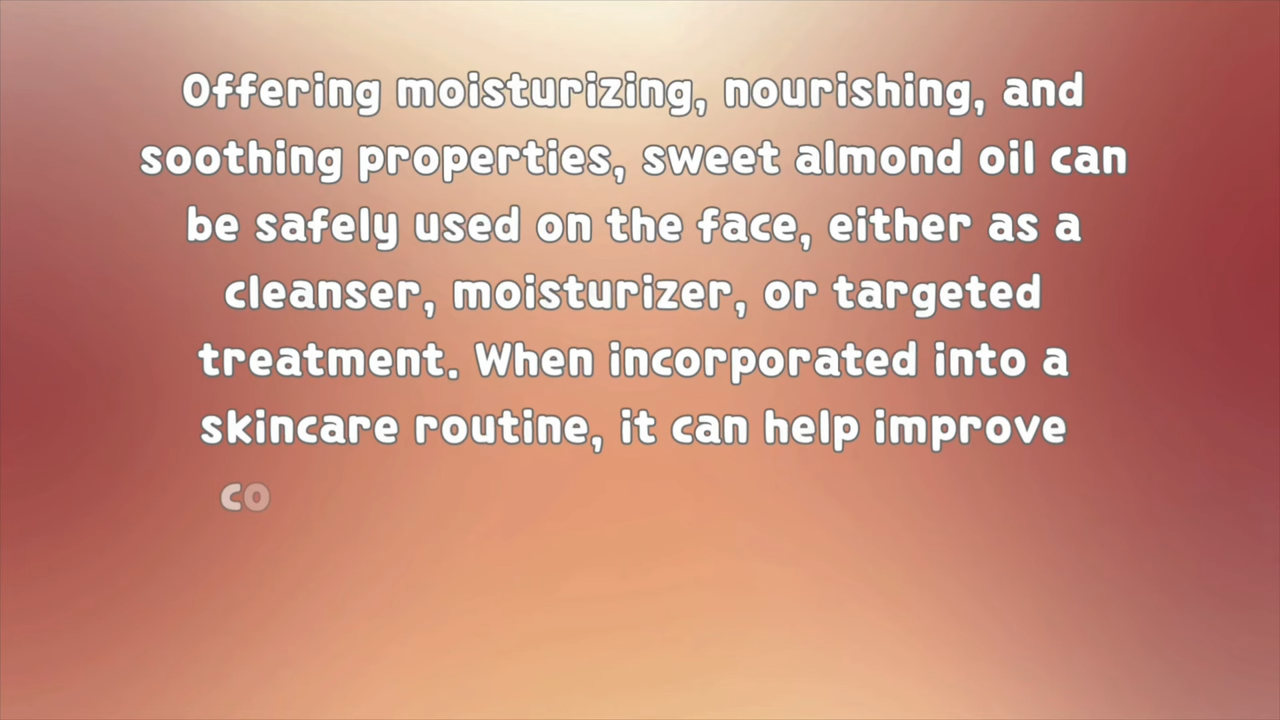 Offering moisturizing, nourishing, and
soothing properties, sweet almond oil can
be safely used on the face, either as a
cleanser, moisturizer, or targeted
treatment. When incorporated into a
skincare routine, it can help improve
co